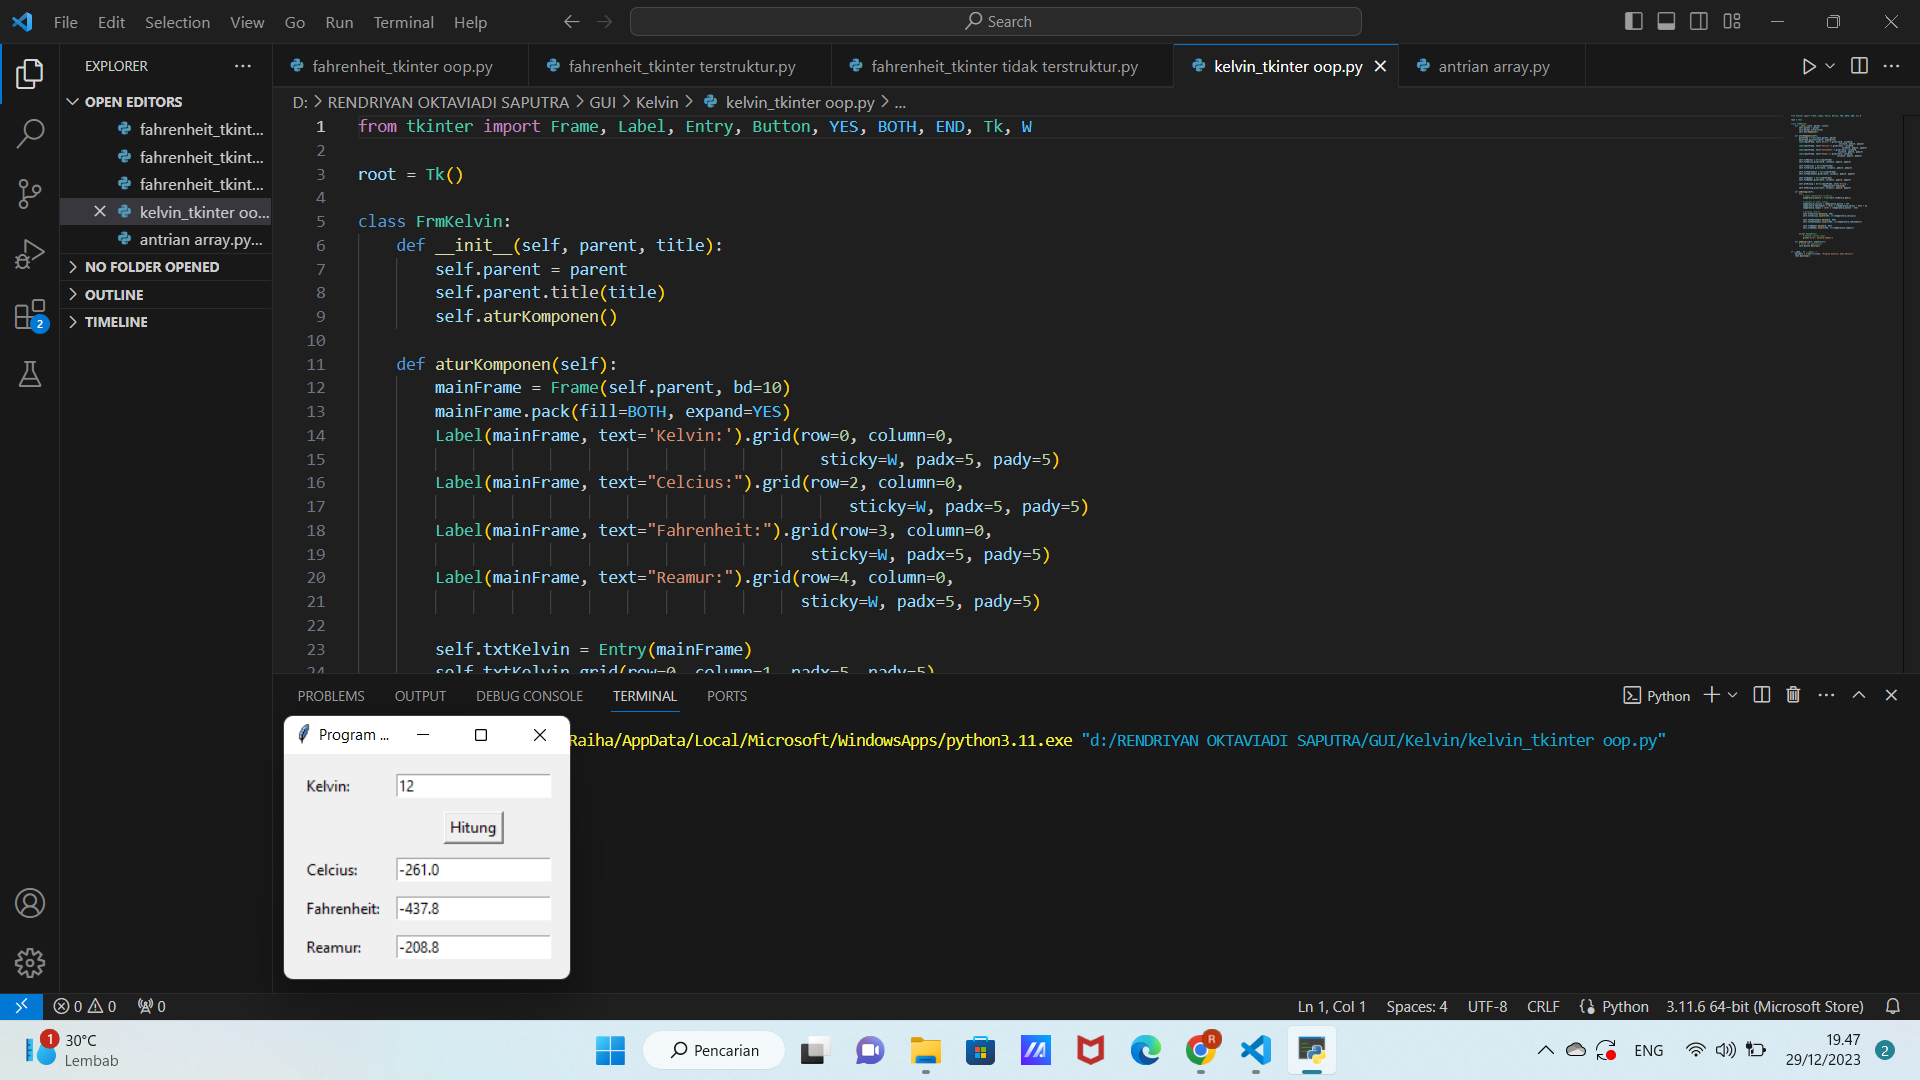 File Edit Selection View Go Run Terminal Help
Search
EXPLORER
fahrenheit_tkinter oop.py fahrenheit_tkinter terstruktur.py fahrenheit_tkinter tidak terstruktur.py kelvin_tkinter oop.py antrian array.py
OPEN EDITORS
fahrenheit_tkint...
fahrenheit_tkint...
fahrenheit_tkint...
kelvin_tkinter oo...
antrian array.py...
NO FOLDER OPENED
OUTLINE
TIMELINE
2
D: > RENDRIYAN OKTAVIADI SAPUTRA > GUI > Kelvin > kelvin_tkinter oop.py > ...
1 from tkinter import Frame, Label, Entry, Button, YES, BOTH, END, Tk, W
2
3 root = Tk()
4
5 class FrmKelvin:
6 def __init__(self, parent, title):
7 self.parent = parent
8 self.parent.title(title)
9 self.aturKomponen()
10
11 def aturKomponen(self):
12 mainFrame = Frame(self.parent, bd=10)
13 mainFrame.pack(fill=BOTH, expand=YES)
14 Label(mainFrame, text='Kelvin:').grid(row=0, column=0,
15 sticky=W, padx=5, pady=5)
16 Label(mainFrame, text="Celcius:").grid(row=2, column=0,
17 sticky=W, padx=5, pady=5)
18 Label(mainFrame, text="Fahrenheit:").grid(row=3, column=0,
19 sticky=W, padx=5, pady=5)
20 Label(mainFrame, text="Reamur:").grid(row=4, column=0,
21 sticky=W, padx=5, pady=5)
22
23 self.txtKelvin = Entry(mainFrame)
24 self.txtKelvin.grid(row=0, column=1, padx=5, pady=5)
PROBLEMS OUTPUT DEBUG CONSOLE TERMINAL PORTS
Python
Raiha/AppData/Local/Microsoft/WindowsApps/python3.11.exe "d:/RENDRIYAN OKTAVIADI SAPUTRA/GUI/Kelvin/kelvin_tkinter oop.py"
Program ...
Kelvin: 12
Hitung
Celcius: -261.0
Fahrenheit: -437.8
Reamur: -208.8
0 0 0
Ln 1, Col 1 Spaces: 4 UTF-8 CRLF Python 3.11.6 64-bit (Microsoft Store)
1
30°C
Lembab
Pencarian
R
ENG
19.47
29/12/2023
2